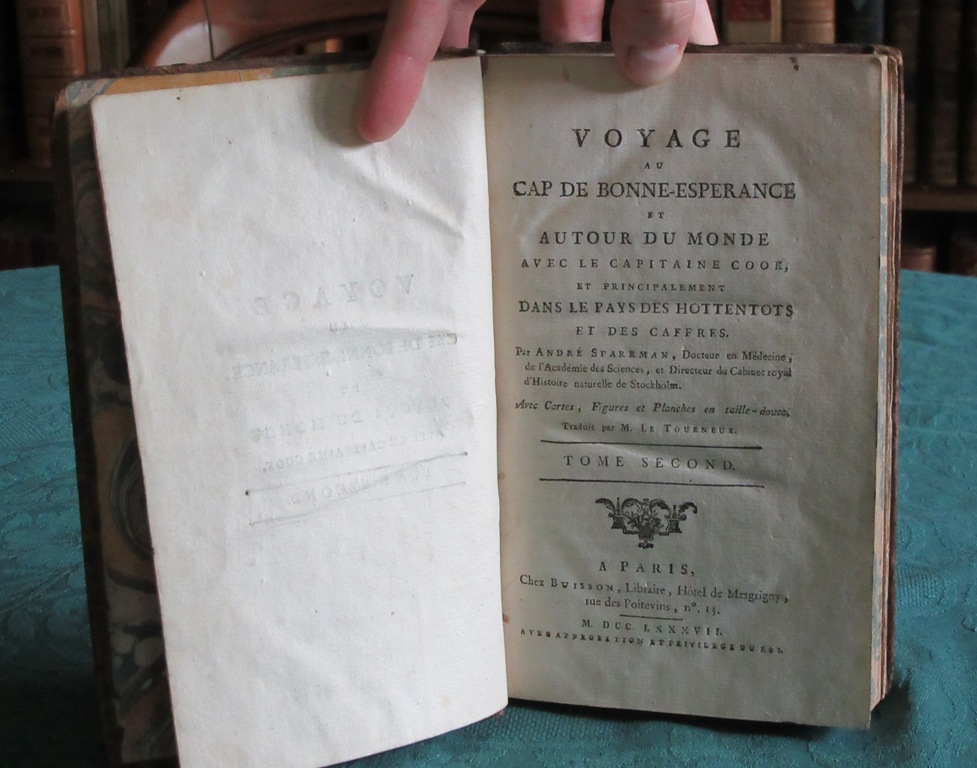 VOYAGE
AU
CAP DE BONNE-ESPERANCE
ET
AUTOUR DU MONDE
AVEC LE CAPITAINE COOK,
ET PRINCIPALEMENT
DANS LE PAYS DES HOTTENTOTS
ET DES CAFFRES.
Par ANDRÉ SPARRMAN, Docteur en Médecine,
de l'Académie des Sciences, et Directeur du Cabinet royal
d'Histoire naturelle de Stockholm.
Avec Cartes, Figures et Planches en taille-douce,
Traduit par M. LE TOURNEUR.
TOME SECOND.
A PARIS,
Chez BUISSON, Libraire, Hôtel de Mesgrigny,
rue des Poitevins, n°. 13.
M. DCC. LXXXVII.
AVEC APPROBATION ET PRIVILEGE DU ROI.